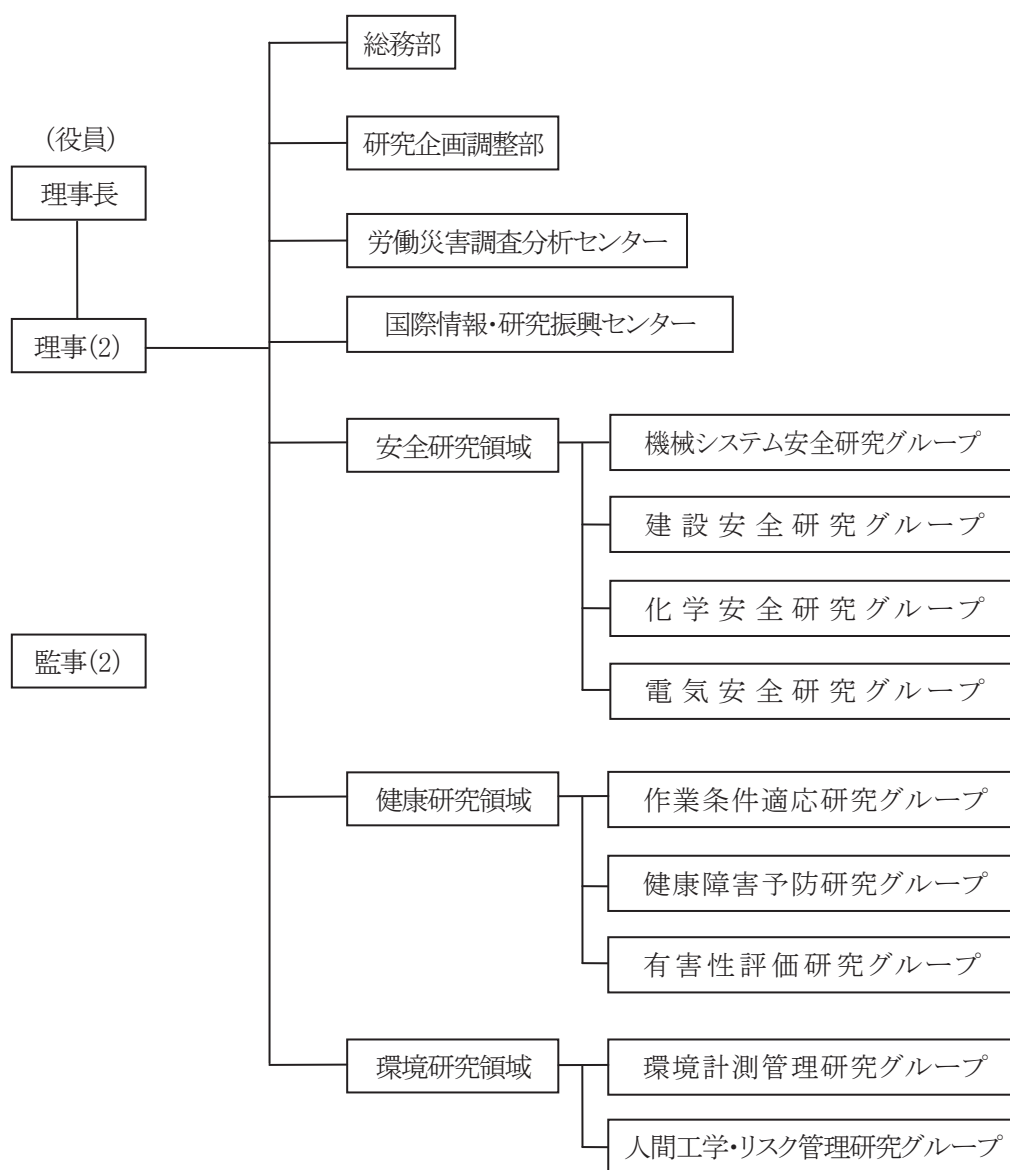 総務部
研究企画調整部
(役員)
理事長
労働災害調査分析センター
国際情報・研究振興センター
理事(2)
安全研究領域
機械システム安全研究グループ
建設安全研究グループ
化学安全研究グループ
監事(2)
電気安全研究グループ
健康研究領域
作業条件適応研究グループ
健康障害予防研究グループ
有害性評価研究グループ
環境研究領域
環境計測管理研究グループ
人間工学・リスク管理研究グループ